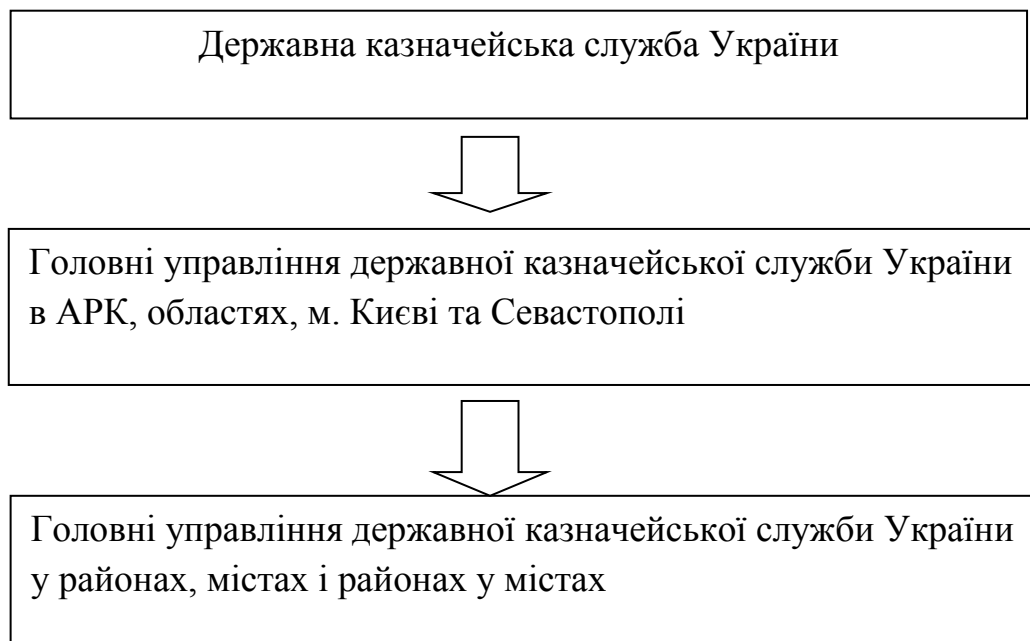 Державна казначейська служба України
Головні управління державної казначейської служби України
в АРК, областях, м. Києві та Севастополі
Головні управління державної казначейської служби України
у районах, містах і районах у містах